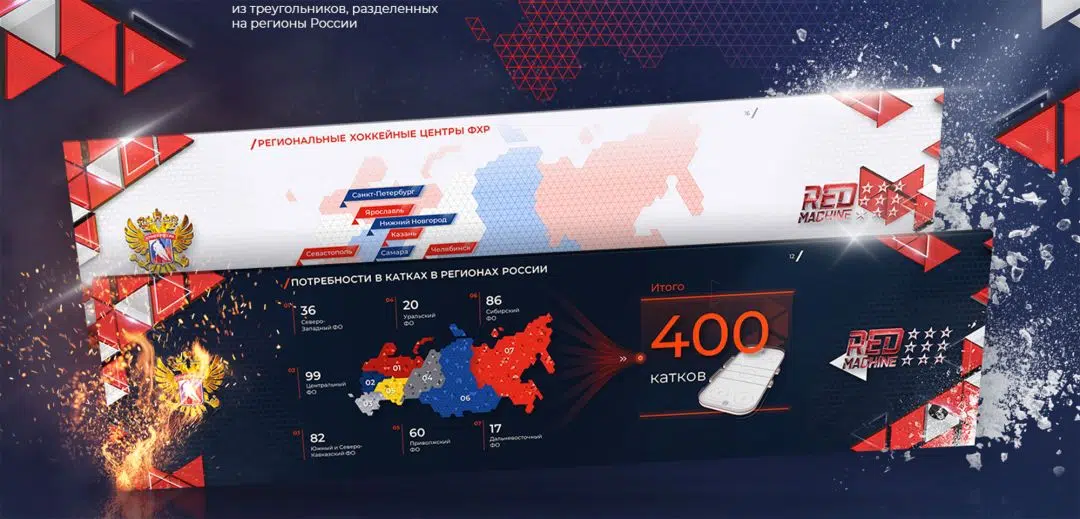 из треугольников, разделенных
на регионы России
16 /
/РЕГИОНАЛЬНЫЕ ХОККЕЙНЫЕ ЦЕНТРЫ ФХР
Санкт-Петербург
Ярославль
Нижний Новгород
Казань
Севастополь
Самара
Челябинск
RED
MACHINE
12 /
/ПОТРЕБНОСТИ В КАТКАХ В РЕГИОНАХ РОССИИ
36
Северо-
Западный ФО
04
20
Уральский
ФО
06
86
Сибирский
ФО
02
99
Центральный
ФО
03
82
Южный и Северо-
Кавказский ФО
05
60
Приволжский
ФО
07
17
Дальневосточный
ФО
01
02
03
04
06
07
Итого
400
катков
RED
MACHINE